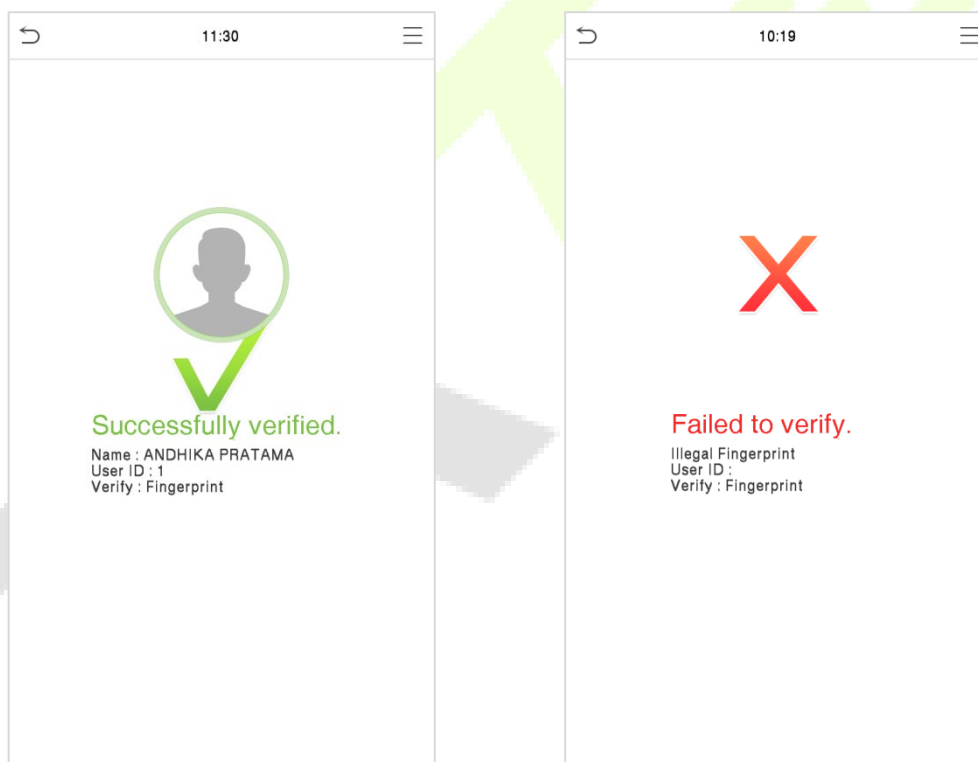 11:30
Successfully verified.
Name : ANDHIKA PRATAMA
User ID : 1
Verify : Fingerprint
10:19
Failed to verify.
Illegal Fingerprint
User ID :
Verify : Fingerprint